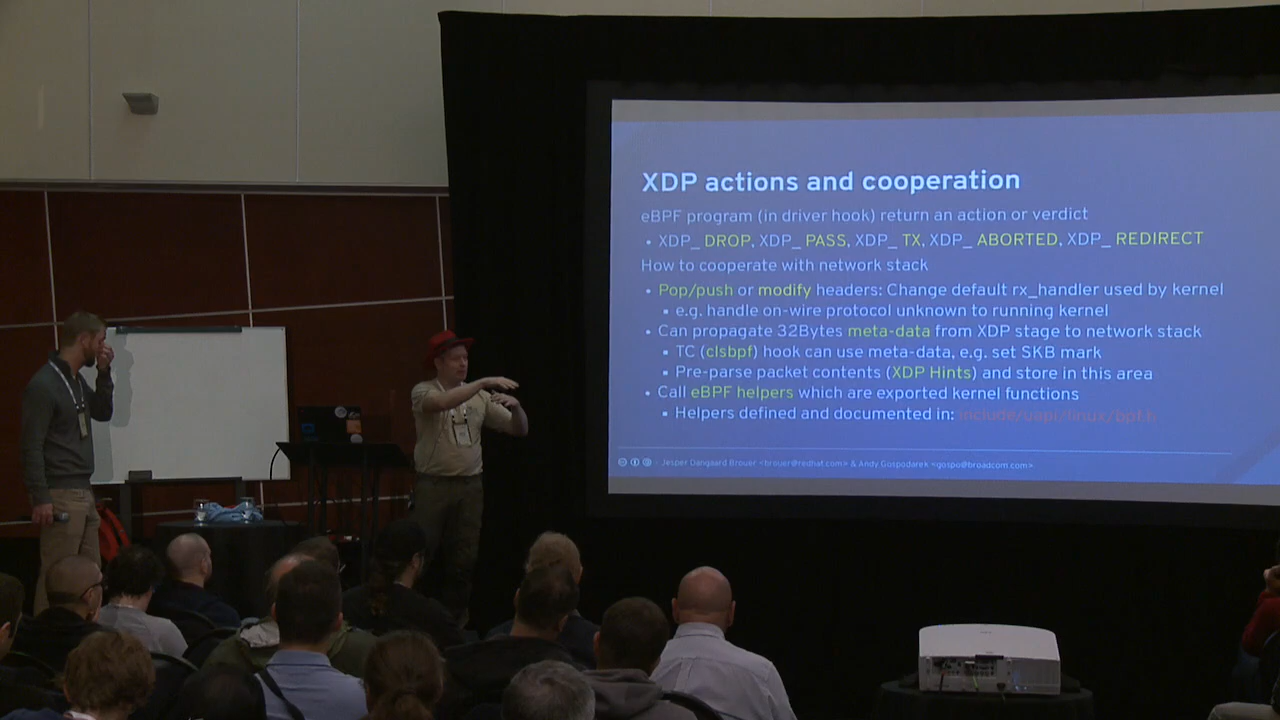 XDP actions and cooperation
eBPF program (in driver hook) return an action or verdict
• XDP_ DROP, XDP_ PASS, XDP_ TX, XDP_ ABORTED, XDP_ REDIRECT
How to cooperate with network stack
• Pop/push or modify headers: Change default rx_handler used by kernel
▪ e.g. handle on-wire protocol unknown to running kernel
• Can propagate 32Bytes meta-data from XDP stage to network stack
▪ TC (clsbpf) hook can use meta-data, e.g. set SKB mark
▪ Pre-parse packet contents (XDP Hints) and store in this area
• Call eBPF helpers which are exported kernel functions
▪ Helpers defined and documented in: include/uapi/linux/bpf.h
Jesper Dangaard Brouer <brouer@redhat.com> & Andy Gospodarek <gospo@broadcom.com>